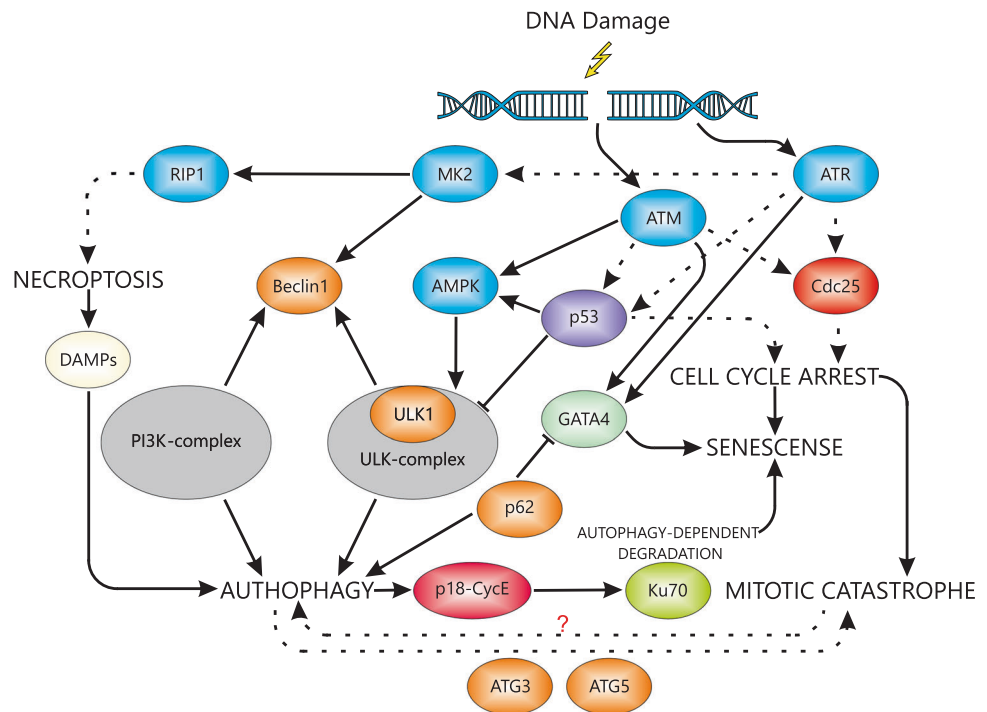 DNA Damage
RIP1
MK2
ATR
ATM
NECROPTOSIS
Beclin1
AMPK
p53
Cdc25
DAMPs
CELL CYCLE ARREST
ULK1
GATA4
PI3K-complex
ULK-complex
SENESCENSE
p62
AUTOPHAGY-DEPENDENT
DEGRADATION
AUTHOPHAGY
p18-CycE
Ku70
MITOTIC CATASTROPHE
?
ATG3
ATG5